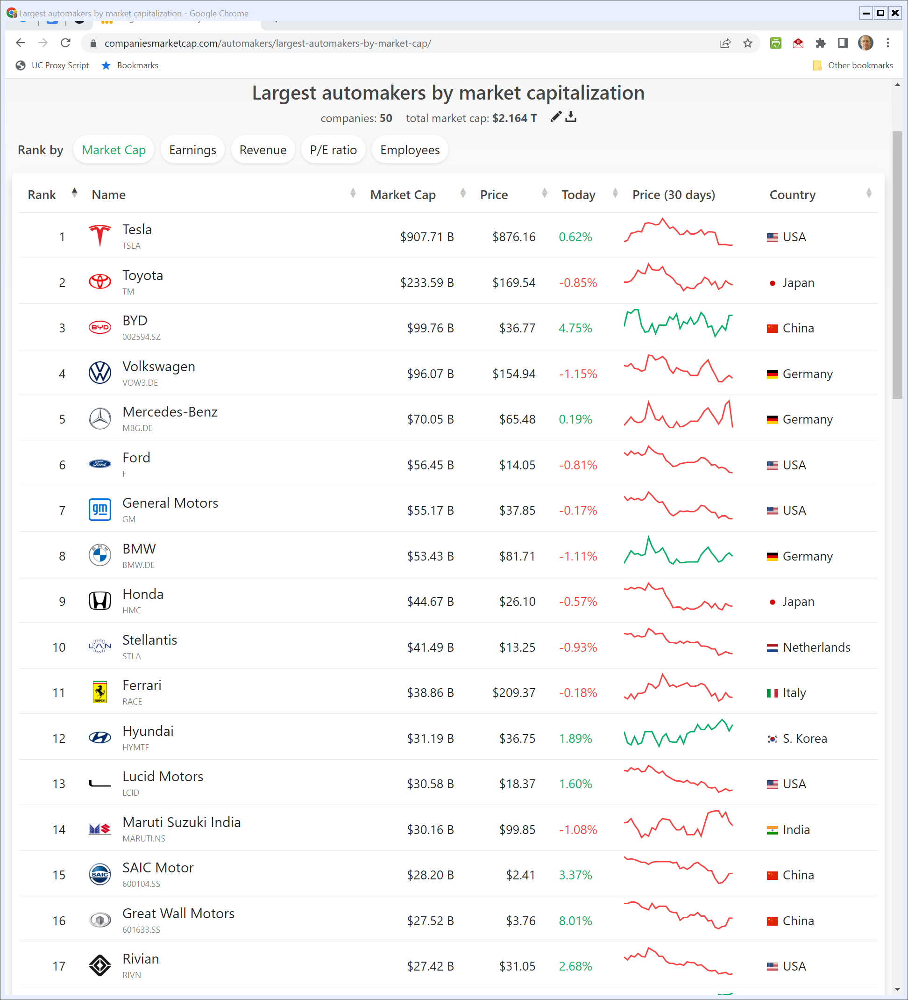 Largest automakers by market capitalization - Google Chrome
companiesmarketcap.com/automakers/largest-automakers-by-market-cap/
UC Proxy Script Bookmarks Other bookmarks
Largest automakers by market capitalization
companies: 50 total market cap: $2.164 T
Rank by Market Cap Earnings Revenue P/E ratio Employees
Rank Name Market Cap Price Today Price (30 days) Country
1 Tesla $907.71 B $876.16 0.62% USA
TSLA
2 Toyota $233.59 B $169.54 -0.85% Japan
TM
3 BYD BYD $99.76 B $36.77 4.75% China
002594.SZ
4 Volkswagen $96.07 B $154.94 -1.15% Germany
VOW3.DE
5 Mercedes-Benz $70.05 B $65.48 0.19% Germany
MBG.DE
6 Ford Ford $56.45 B $14.05 -0.81% USA
F
7 gm General Motors $55.17 B $37.85 -0.17% USA
GM
8 BMW BMW $53.43 B $81.71 -1.11% Germany
BMW.DE
9 Honda $44.67 B $26.10 -0.57% Japan
HMC
10 Stellantis $41.49 B $13.25 -0.93% Netherlands
STLA
11 Ferrari Ferrari $38.86 B $209.37 -0.18% Italy
RACE
12 Hyundai $31.19 B $36.75 1.89% S. Korea
HYMTF
13 Lucid Motors $30.58 B $18.37 1.60% USA
LCID
14 Maruti Suzuki India $30.16 B $99.85 -1.08% India
MARUTI.NS
15 SAIC SAIC Motor $28.20 B $2.41 3.37% China
600104.SS
16 Great Wall Motors $27.52 B $3.76 8.01% China
601633.SS
17 Rivian $27.42 B $31.05 2.68% USA
RIVN